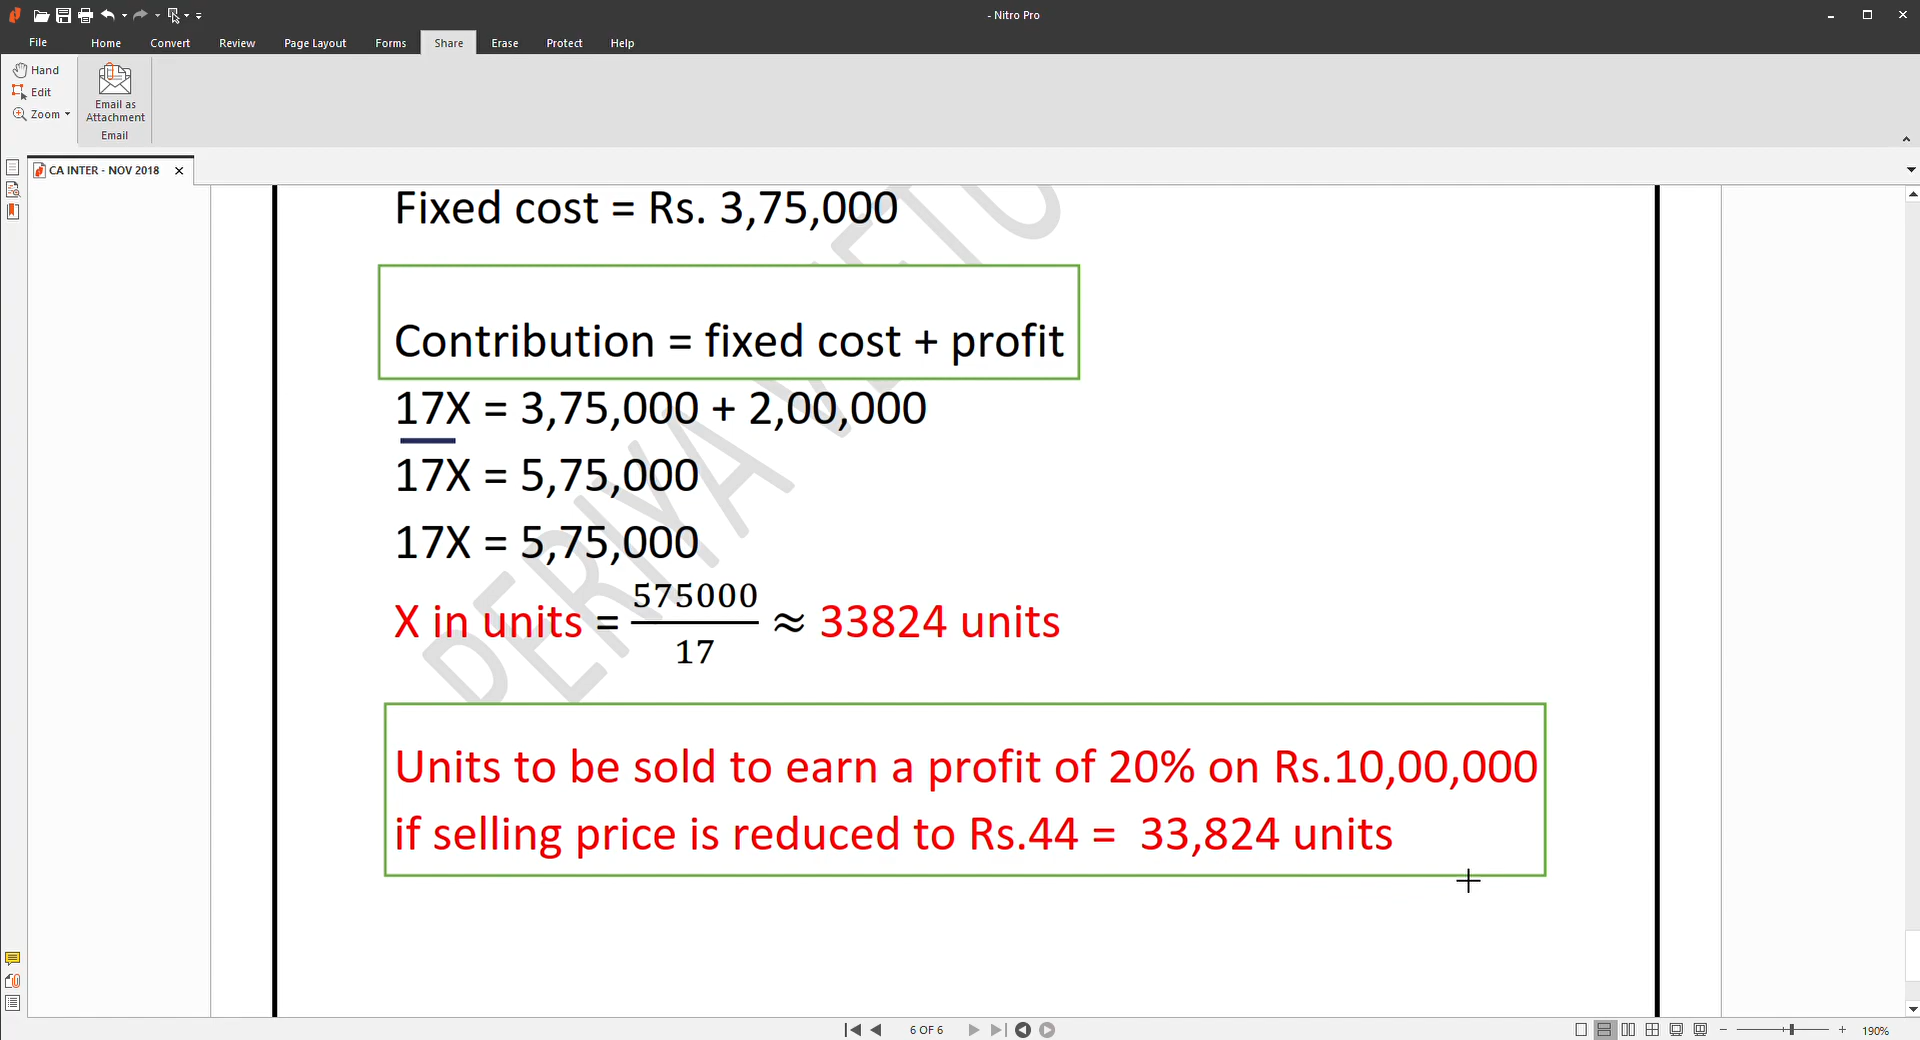 - Nitro Pro
File Home Convert Review Page Layout Forms Share Erase Protect Help
Hand
Edit
Zoom
Email as
Attachment
Email
CA INTER - NOV 2018
Fixed cost = Rs. 3,75,000
Contribution = fixed cost + profit
17X = 3,75,000 + 2,00,000
17X = 5,75,000
17X = 5,75,000
X in units = 575000/17 ≈ 33824 units
Units to be sold to earn a profit of 20% on Rs.10,00,000
if selling price is reduced to Rs.44 = 33,824 units
PERIYA
6 OF 6
190%